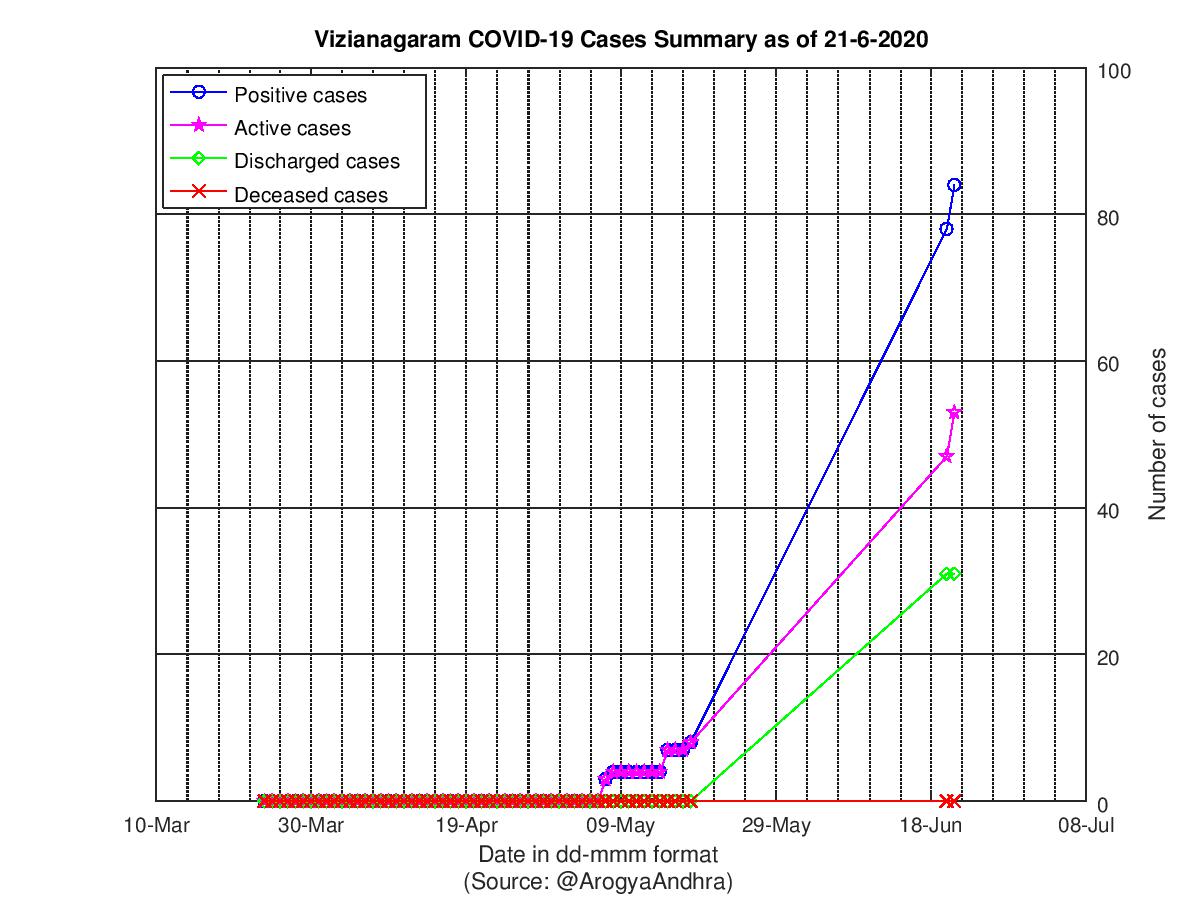 Vizianagaram COVID-19 Cases Summary as of 21-6-2020
Positive cases
Active cases
Discharged cases
Deceased cases
100
80
60
40
20
0
Number of cases
10-Mar
30-Mar
19-Apr
09-May
29-May
18-Jun
08-Jul
Date in dd-mmm format
(Source: @ArogyaAndhra)